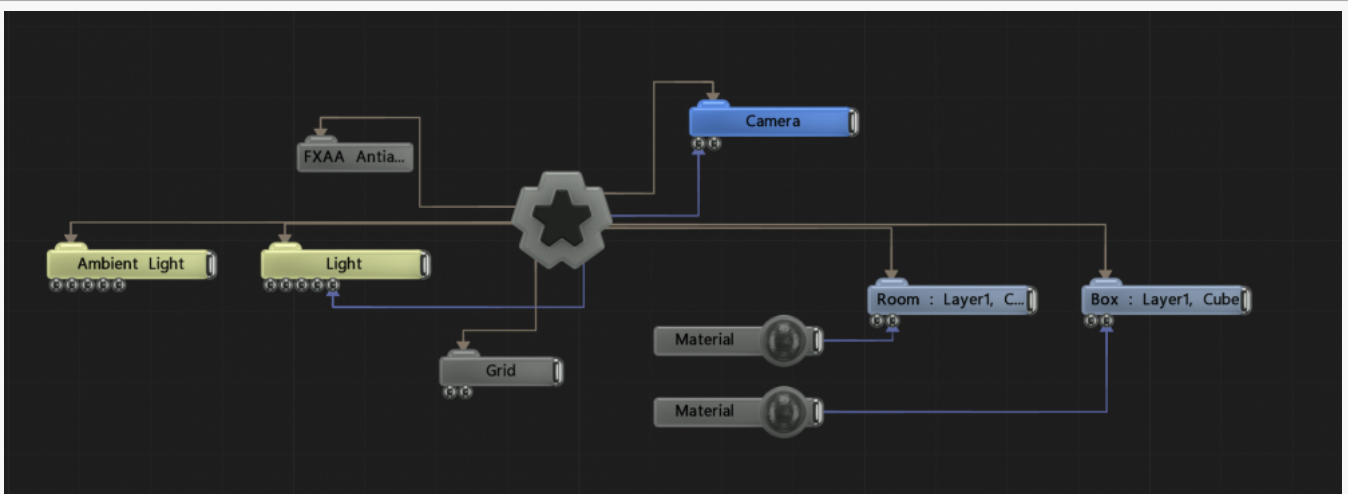 Camera
FXAA Antia...
Ambient Light
Light
Room : Layer1, C...
Box : Layer1, Cube
Material
Grid
Material